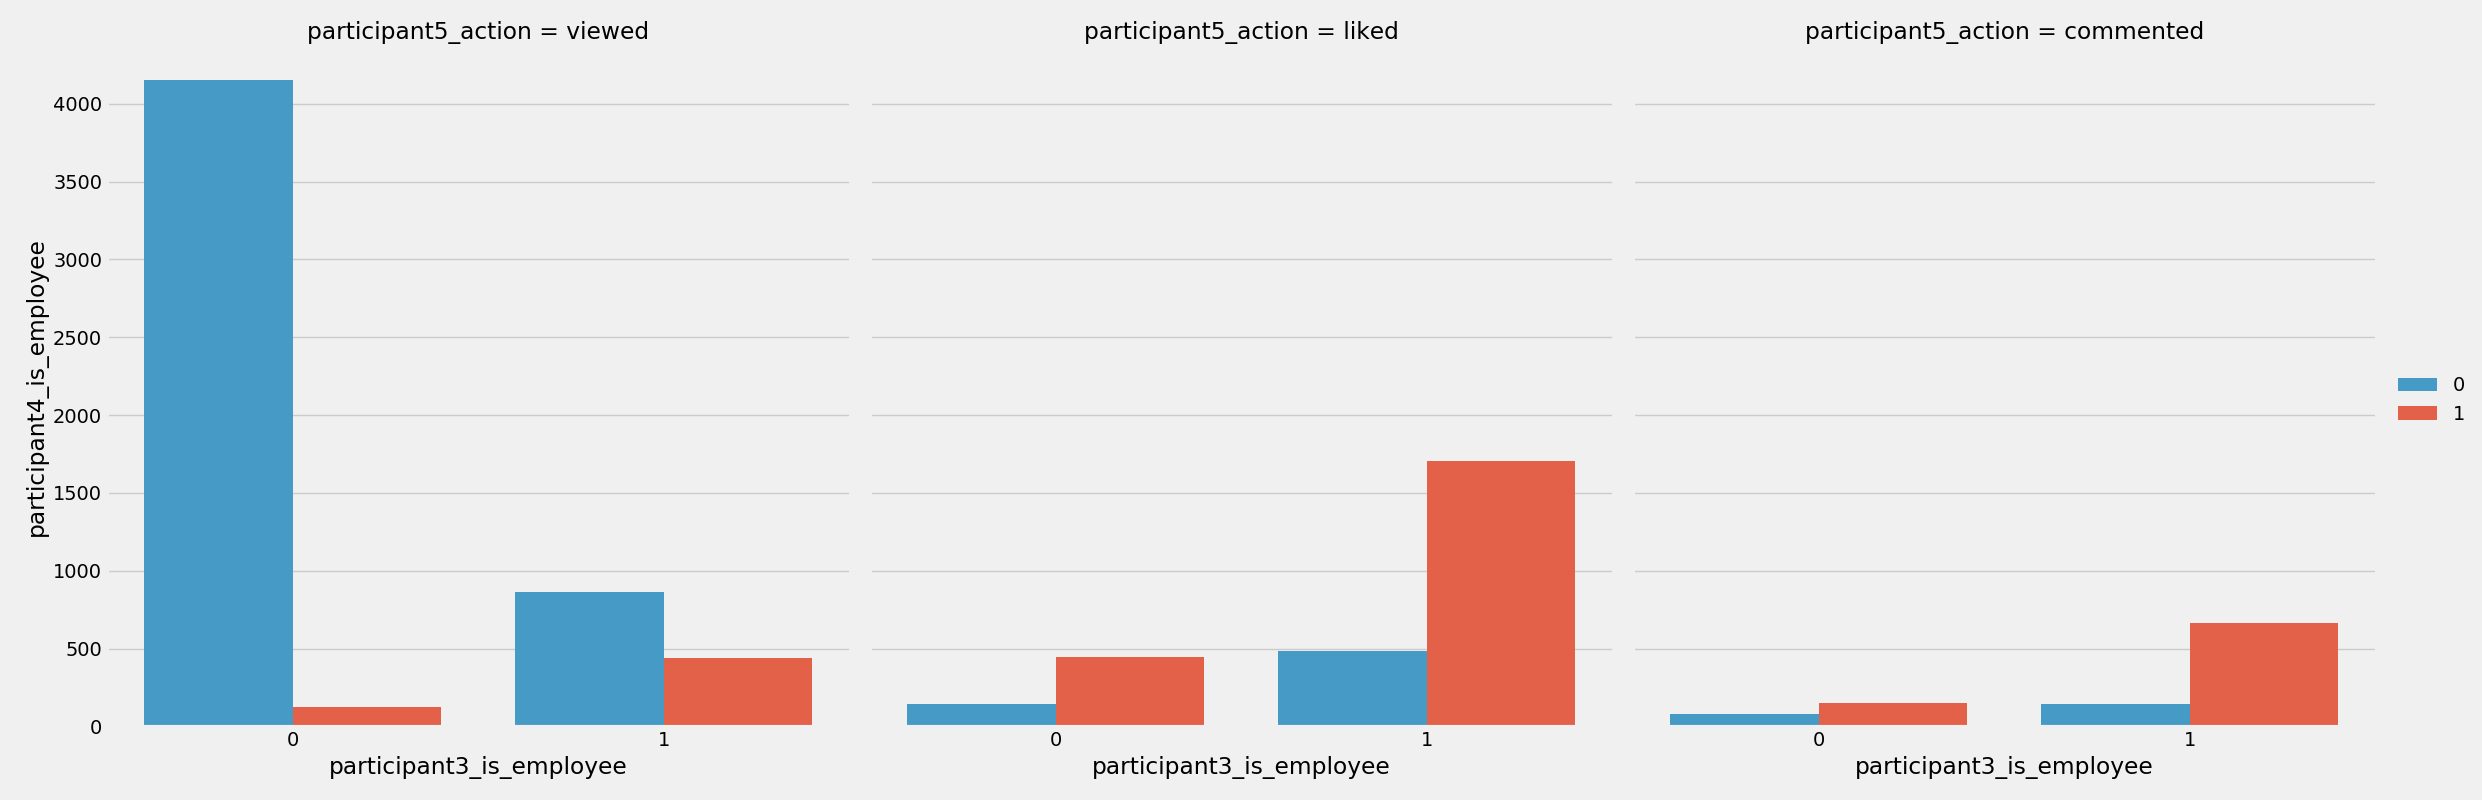 participant5_action = viewed
participant5_action = liked
participant5_action = commented
participant4_is_employee
4000
3500
3000
2500
2000
1500
1000
500
0
0
1
participant3_is_employee
0
1
participant3_is_employee
0
1
participant3_is_employee
0
1